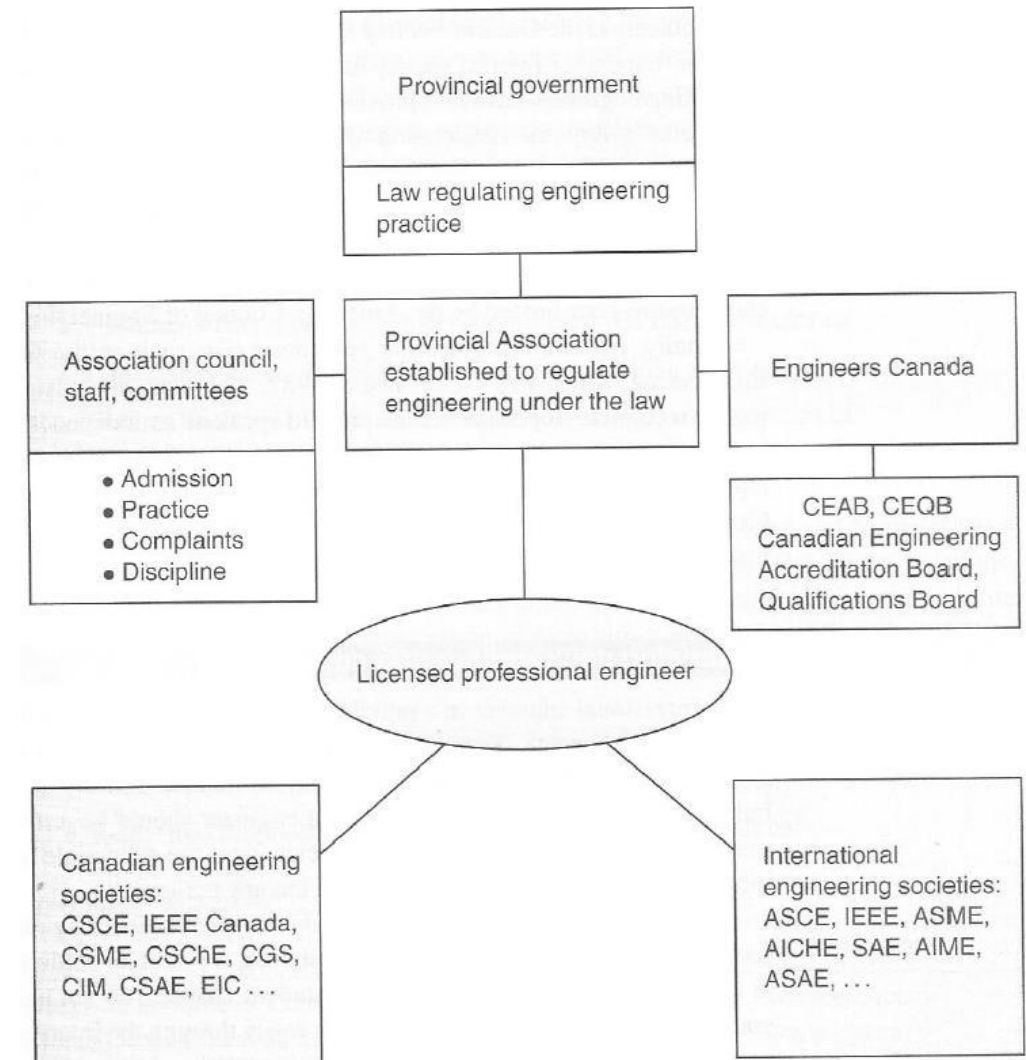 Provincial government
Law regulating engineering
practice
Association council,
staff, committees
• Admission
• Practice
• Complaints
• Discipline
Provincial Association
established to regulate
engineering under the law
Engineers Canada
CEAB, CEQB
Canadian Engineering
Accreditation Board,
Qualifications Board
Licensed professional engineer
Canadian engineering
societies:
CSCE, IEEE Canada,
CSME, CSChE, CGS,
CIM, CSAE, EIC ...
International
engineering societies:
ASCE, IEEE, ASME,
AICHE, SAE, AIME,
ASAE, ...